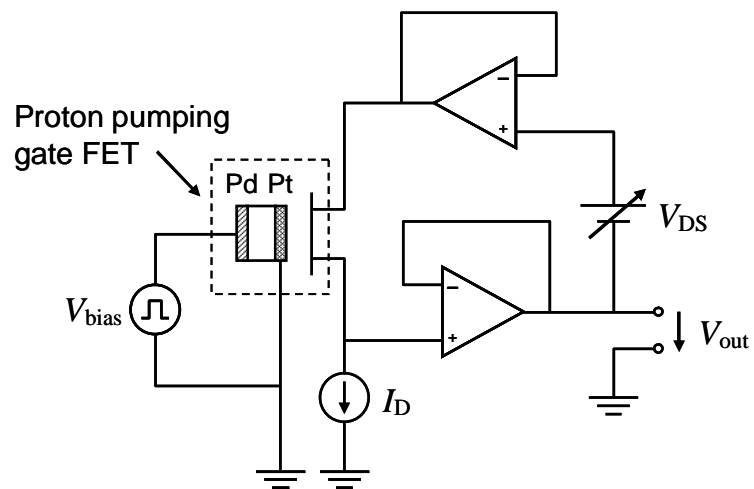 Proton pumping
gate FET
Pd Pt
V_bias
I_D
V_DS
V_out
-
+
-
+